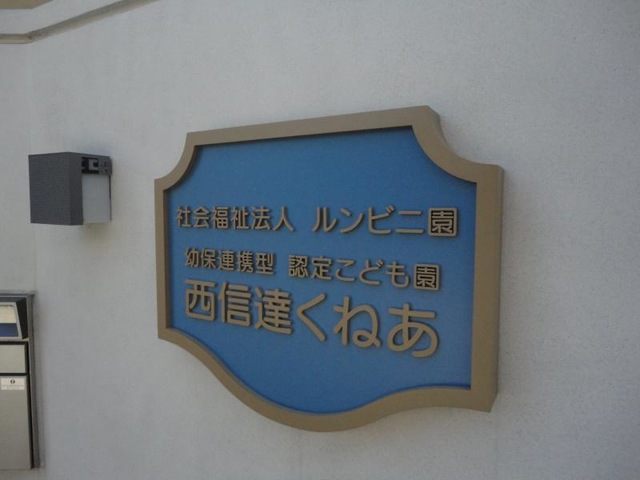 社会福祉法人 ルンビニ園
幼保連携型 認定こども園
西信達くねあ